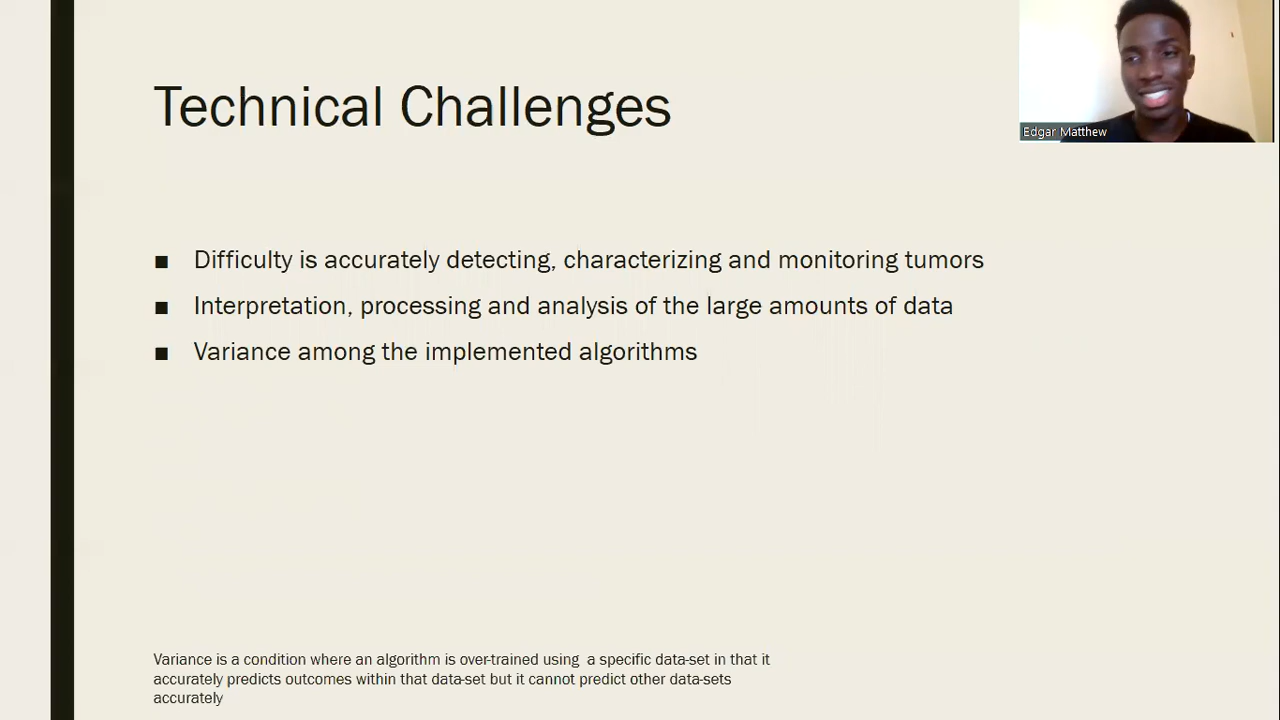 Technical Challenges
Edgar Matthew
■ Difficulty is accurately detecting, characterizing and monitoring tumors
■ Interpretation, processing and analysis of the large amounts of data
■ Variance among the implemented algorithms
Variance is a condition where an algorithm is over-trained using  a specific data-set in that it
accurately predicts outcomes within that data-set but it cannot predict other data-sets
accurately